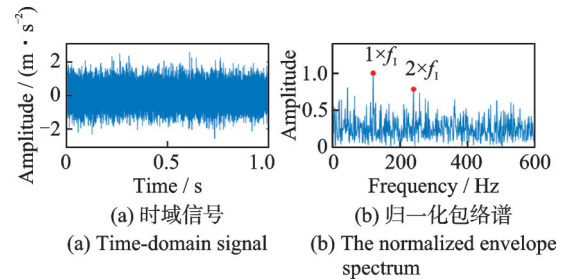 Amplitude / (m · s⁻²)
2
0
−2
0
0.5
1.0
Time / s
(a) 时域信号
(a) Time-domain signal
Amplitude
1.0
0.5
0
1×f_I
2×f_I
0
200
400
600
Frequency / Hz
(b) 归一化包络谱
(b) The normalized envelope
spectrum